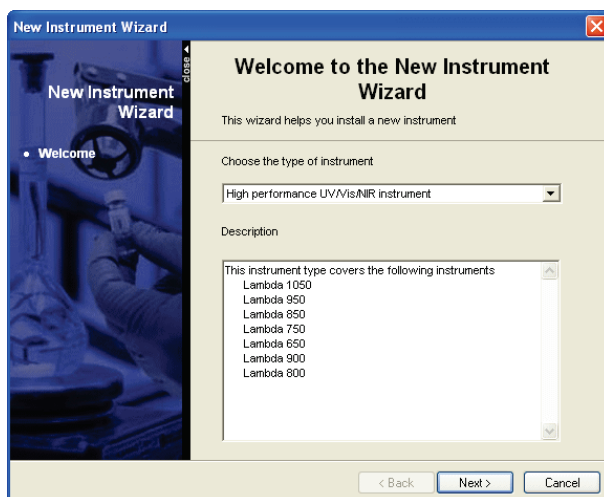 New Instrument Wizard
close
New Instrument
Wizard
• Welcome
Welcome to the New Instrument
Wizard
This wizard helps you install a new instrument
Choose the type of instrument
High performance UV/Vis/NIR instrument
Description
This instrument type covers the following instruments
Lambda 1050
Lambda 950
Lambda 850
Lambda 750
Lambda 650
Lambda 900
Lambda 800
< Back
Next >
Cancel